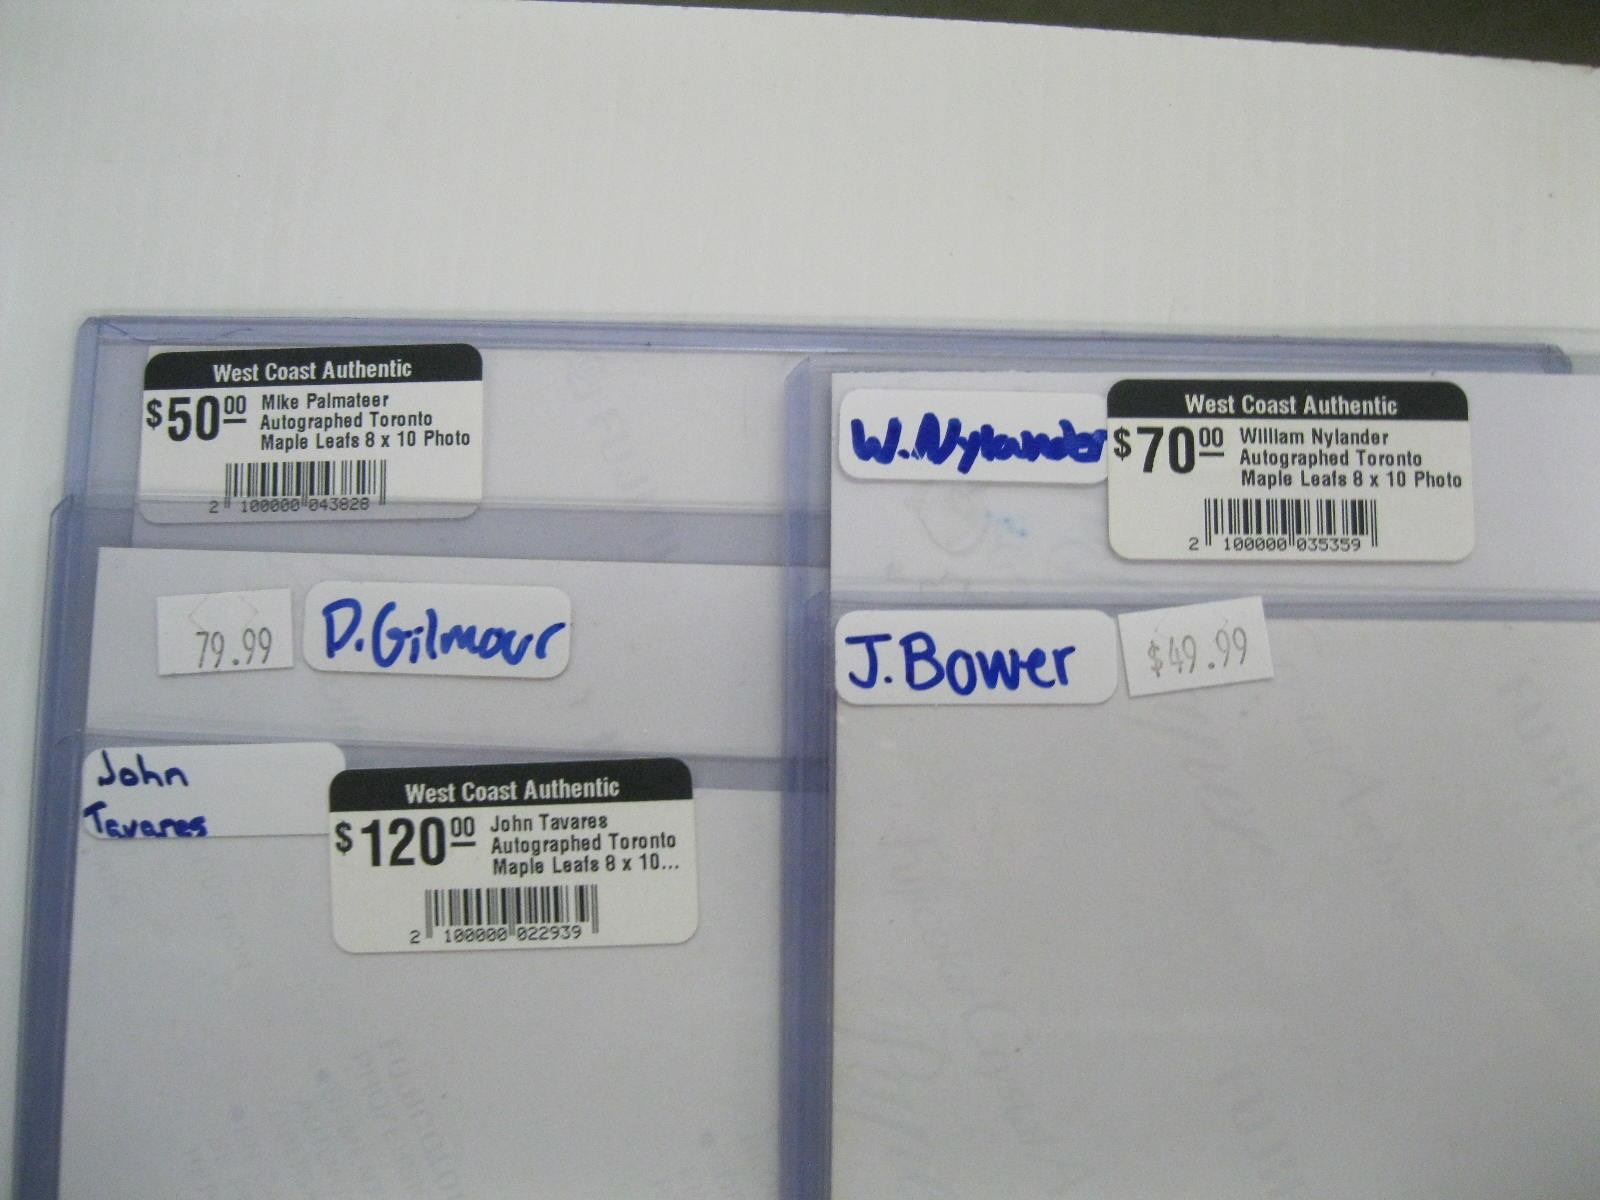 West Coast Authentic
$50.00 Mike Palmateer
Autographed Toronto
Maple Leafs 8 x 10 Photo
2 100000 043828
W. Nylander
West Coast Authentic
$70.00 William Nylander
Autographed Toronto
Maple Leafs 8 x 10 Photo
2 100000 035359
79.99
D. Gilmour
J. Bower
$49.99
John
Tavares
West Coast Authentic
$120.00 John Tavares
Autographed Toronto
Maple Leafs 8 x 10...
2 100000 022939